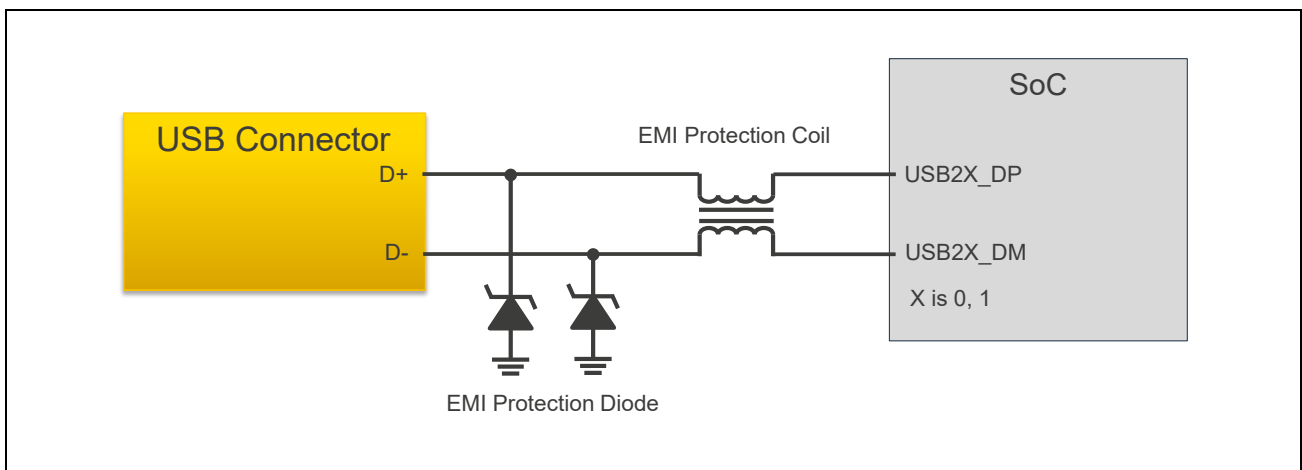 SoC
USB Connector
EMI Protection Coil
D+
USB2X_DP
D-
USB2X_DM
X is 0, 1
EMI Protection Diode